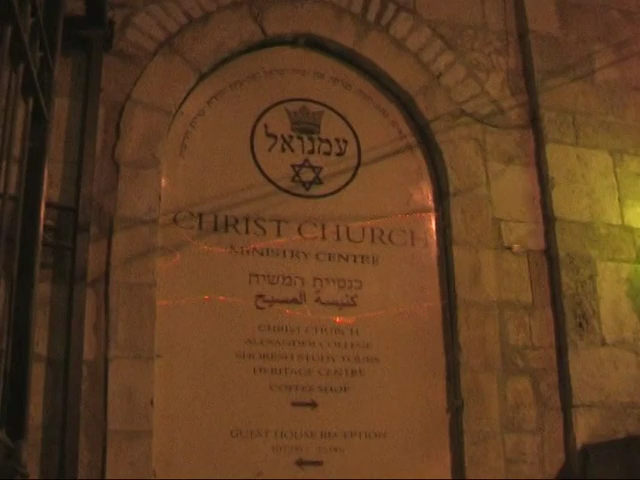 עמנואל
CHRIST CHURCH
MINISTRY CENTRE
כנסיית המשיח
كنيسة المسيح
CHRIST CHURCH
ALEXANDER COLLEGE
SHORESH STUDY TOURS
HERITAGE CENTRE
COFFEE SHOP
GUEST HOUSE RECEPTION